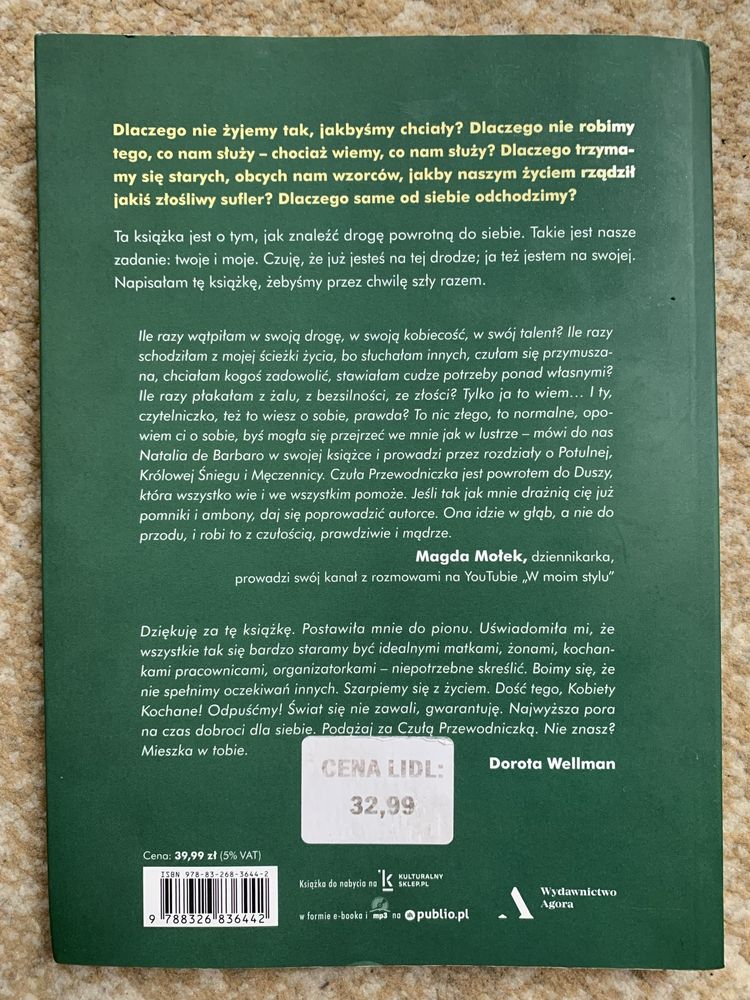 Dlaczego nie żyjemy tak, jakbyśmy chciały? Dlaczego nie robimy
tego, co nam służy – chociaż wiemy, co nam służy? Dlaczego trzyma-
my się starych, obcych nam wzorców, jakby naszym życiem rządził
jakiś złośliwy sufler? Dlaczego same od siebie odchodzimy?
Ta książka jest o tym, jak znaleźć drogę powrotną do siebie. Takie jest nasze
zadanie: twoje i moje. Czuję, że już jesteś na tej drodze; ja też jestem na swojej.
Napisałam tę książkę, żebyśmy przez chwilę szły razem.
Ile razy wątpiłam w swoją drogę, w swoją kobiecość, w swój talent? Ile razy
schodziłam z mojej ścieżki życia, bo słuchałam innych, czułam się przymusza-
na, chciałam kogoś zadowolić, stawiałam cudze potrzeby ponad własnymi?
Ile razy płakałam z żalu, z bezsilności, ze złości? Tylko ja to wiem... I ty,
czytelniczko, też to wiesz o sobie, prawda? To nic złego, to normalne, opo-
wiem ci o sobie, byś mogła się przejrzeć we mnie jak w lustrze – mówi do nas
Natalia de Barbaro w swojej książce i prowadzi przez rozdziały o Potulnej,
Królowej Śniegu i Męczennicy. Czuła Przewodniczka jest powrotem do Duszy,
która wszystko wie i we wszystkim pomoże. Jeśli tak jak mnie drażnią cię już
pomniki i ambony, daj się poprowadzić autorce. Ona idzie w głąb, a nie do
przodu, i robi to z czułością, prawdziwie i mądrze.
Magda Mołek, dziennikarka,
prowadzi swój kanał z rozmowami na YouTubie „W moim stylu”
Dziękuję za tę książkę. Postawiła mnie do pionu. Uświadomiła mi, że
wszystkie tak się bardzo staramy być idealnymi matkami, żonami, kochan-
kami pracownicami, organizatorkami – niepotrzebne skreślić. Boimy się, że
nie spełnimy oczekiwań innych. Szarpiemy się z życiem. Dość tego, Kobiety
Kochane! Odpuśćmy! Świat się nie zawali, gwarantuję. Najwyższa pora
na czas dobroci dla siebie. Podążaj za Czułą Przewodniczką. Nie znasz?
Mieszka w tobie.
Dorota Wellman
CENA LIDL:
32,99
Cena: 39,99 zł (5% VAT)
ISBN 978-83-268-3644-2
9 788326 836442
Książka do nabycia na KULTURALNY
SKLEP.PL
w formie e-booka i mp3 na publio.pl
Wydawnictwo
Agora